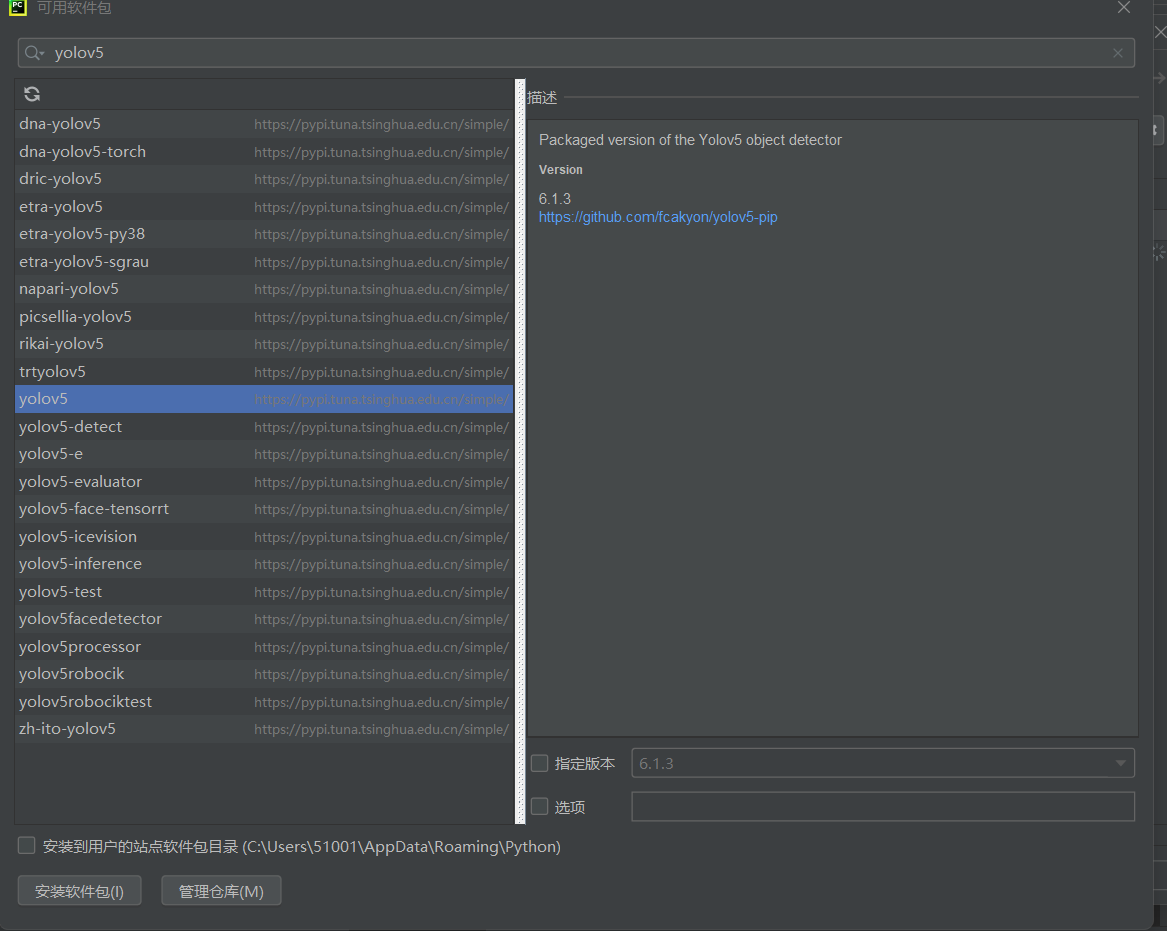 PC
可用软件包
yolov5
描述
dna-yolov5 https://pypi.tuna.tsinghua.edu.cn/simple/
dna-yolov5-torch https://pypi.tuna.tsinghua.edu.cn/simple/
dric-yolov5 https://pypi.tuna.tsinghua.edu.cn/simple/
etra-yolov5 https://pypi.tuna.tsinghua.edu.cn/simple/
etra-yolov5-py38 https://pypi.tuna.tsinghua.edu.cn/simple/
etra-yolov5-sgrau https://pypi.tuna.tsinghua.edu.cn/simple/
napari-yolov5 https://pypi.tuna.tsinghua.edu.cn/simple/
picsellia-yolov5 https://pypi.tuna.tsinghua.edu.cn/simple/
rikai-yolov5 https://pypi.tuna.tsinghua.edu.cn/simple/
trtyolov5 https://pypi.tuna.tsinghua.edu.cn/simple/
yolov5 https://pypi.tuna.tsinghua.edu.cn/simple/
yolov5-detect https://pypi.tuna.tsinghua.edu.cn/simple/
yolov5-e https://pypi.tuna.tsinghua.edu.cn/simple/
yolov5-evaluator https://pypi.tuna.tsinghua.edu.cn/simple/
yolov5-face-tensorrt https://pypi.tuna.tsinghua.edu.cn/simple/
yolov5-icevision https://pypi.tuna.tsinghua.edu.cn/simple/
yolov5-inference https://pypi.tuna.tsinghua.edu.cn/simple/
yolov5-test https://pypi.tuna.tsinghua.edu.cn/simple/
yolov5facedetector https://pypi.tuna.tsinghua.edu.cn/simple/
yolov5processor https://pypi.tuna.tsinghua.edu.cn/simple/
yolov5robocik https://pypi.tuna.tsinghua.edu.cn/simple/
yolov5robociktest https://pypi.tuna.tsinghua.edu.cn/simple/
zh-ito-yolov5 https://pypi.tuna.tsinghua.edu.cn/simple/
Packaged version of the Yolov5 object detector
Version
6.1.3
https://github.com/fcakyon/yolov5-pip
指定版本 6.1.3
选项
安装到用户的站点软件包目录 (C:\Users\51001\AppData\Roaming\Python)
安装软件包(I) 管理仓库(M)